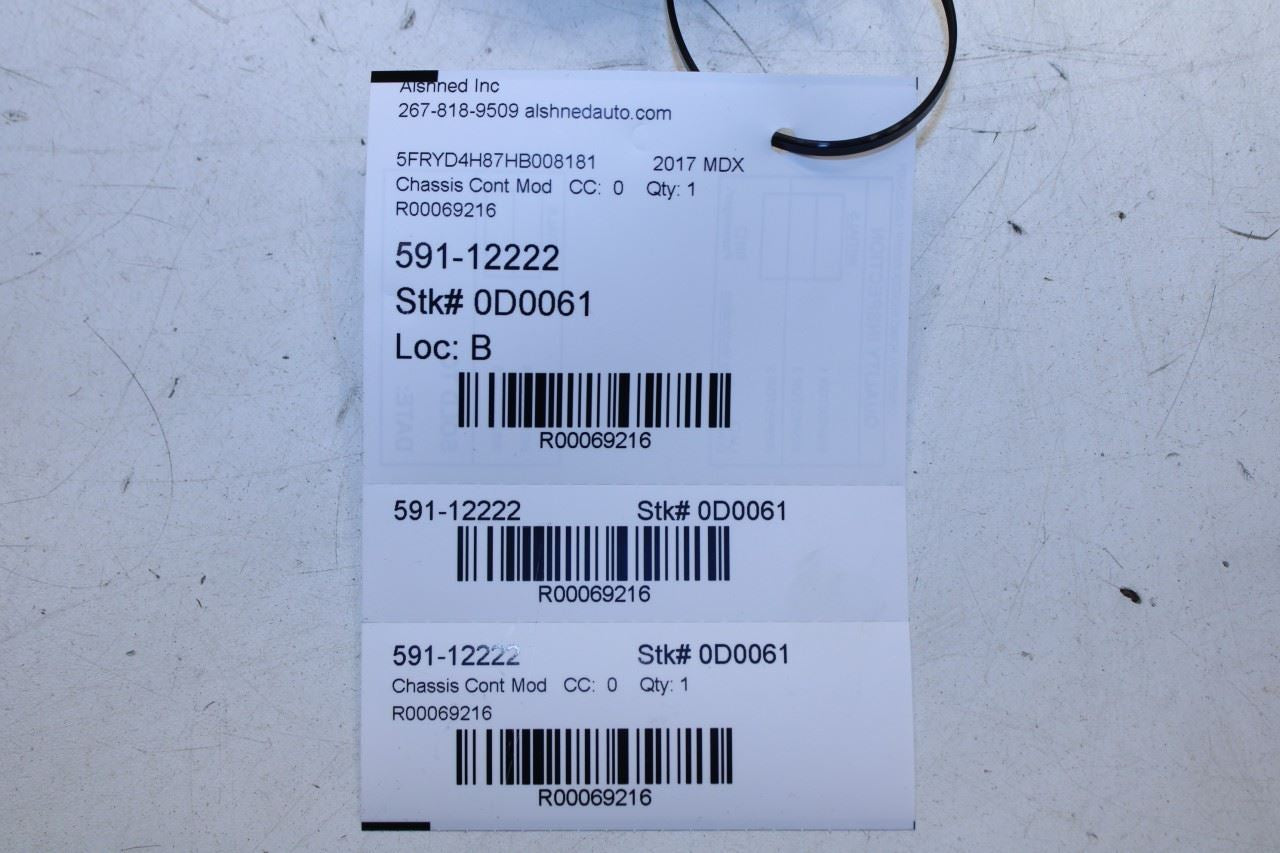 Alshned Inc
267-818-9509 alshnedauto.com
5FRYD4H87HB008181 2017 MDX
Chassis Cont Mod CC: 0 Qty: 1
R00069216
591-12222
Stk# 0D0061
Loc: B
R00069216
591-12222 Stk# 0D0061
R00069216
591-12222 Stk# 0D0061
Chassis Cont Mod CC: 0 Qty: 1
R00069216
R00069216